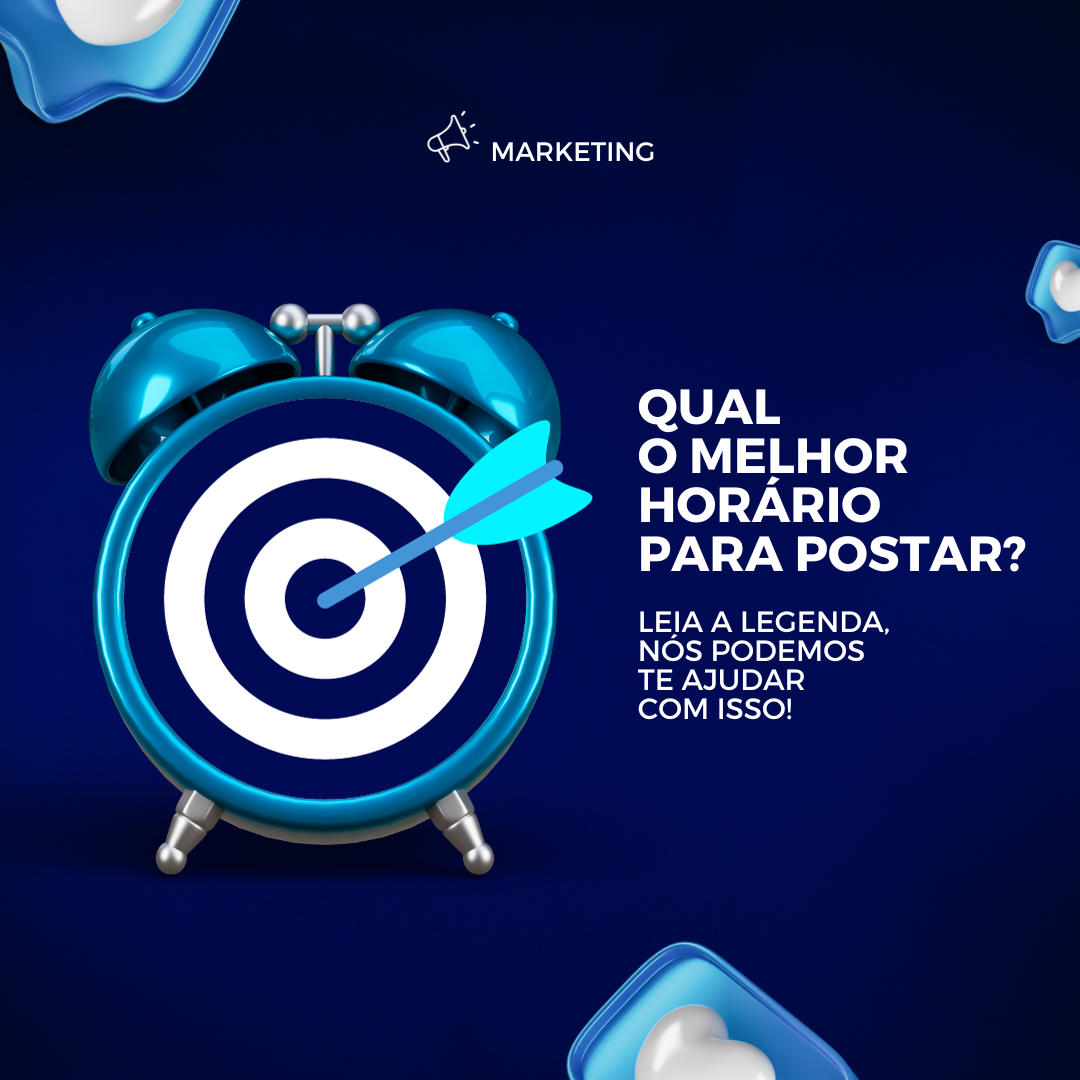 MARKETING
QUAL
O MELHOR
HORÁRIO
PARA POSTAR?
LEIA A LEGENDA,
NÓS PODEMOS
TE AJUDAR
COM ISSO!